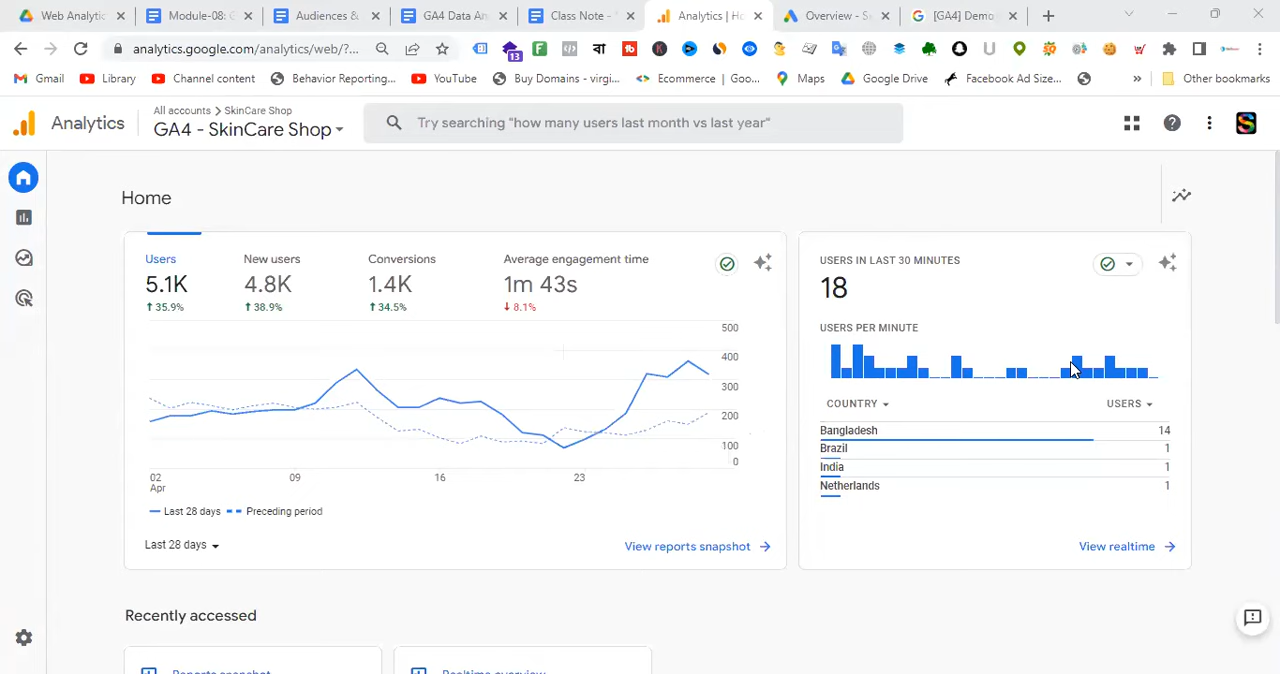 Web Analytic
Module-08: G
Audiences &
GA4 Data An
Class Note -
Analytics | Ho
Overview - S
[GA4] Demo
analytics.google.com/analytics/web/?...
13
বা
Gmail
Library
Channel content
Behavior Reporting...
YouTube
Buy Domains - virgi...
Ecommerce | Goo...
Maps
Google Drive
Facebook Ad Size...
»
Other bookmarks
Analytics
All accounts > SkinCare Shop
GA4 - SkinCare Shop
Try searching "how many users last month vs last year"
Home
Users
5.1K
↑ 35.9%
New users
4.8K
↑ 38.9%
Conversions
1.4K
↑ 34.5%
Average engagement time
1m 43s
↓ 8.1%
500
400
300
200
100
0
02
Apr
09
16
23
Last 28 days
Preceding period
Last 28 days
View reports snapshot
USERS IN LAST 30 MINUTES
18
USERS PER MINUTE
COUNTRY
USERS
Bangladesh 14
Brazil 1
India 1
Netherlands 1
View realtime
Recently accessed
Reports snapshot
Realtime overview